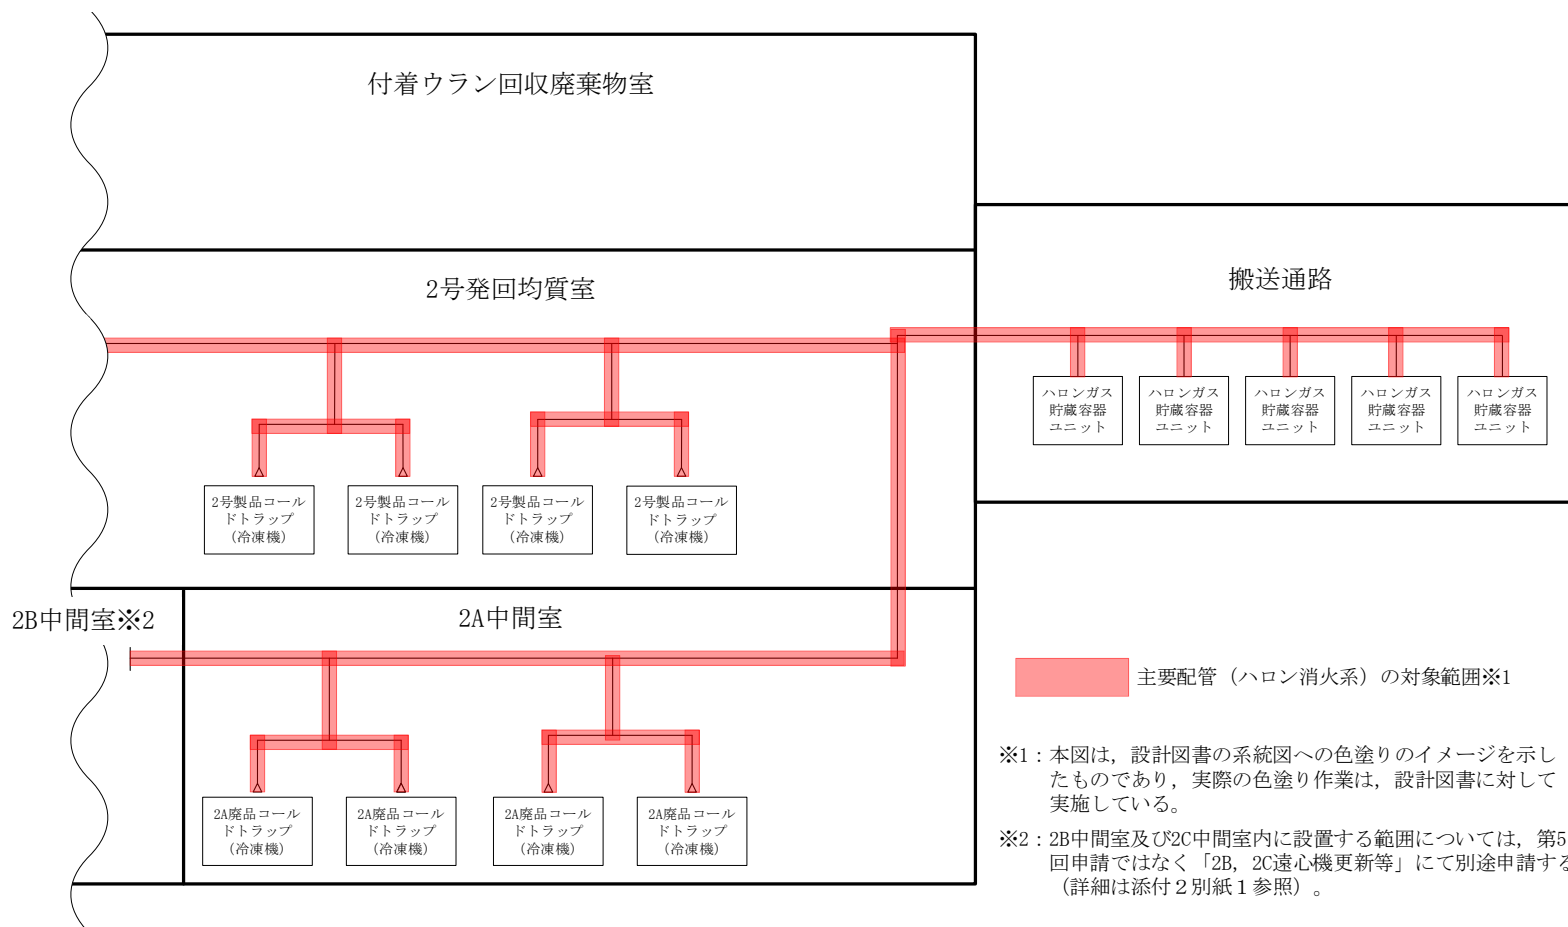 付着ウラン回収廃棄物室
2号発回均質室
搬送通路
ハロンガス
貯蔵容器
ユニット
ハロンガス
貯蔵容器
ユニット
ハロンガス
貯蔵容器
ユニット
ハロンガス
貯蔵容器
ユニット
ハロンガス
貯蔵容器
ユニット
2号製品コール
ドトラップ
(冷凍機)
2号製品コール
ドトラップ
(冷凍機)
2号製品コール
ドトラップ
(冷凍機)
2号製品コール
ドトラップ
(冷凍機)
2B中間室※2
2A中間室
2A廃品コール
ドトラップ
(冷凍機)
2A廃品コール
ドトラップ
(冷凍機)
2A廃品コール
ドトラップ
(冷凍機)
2A廃品コール
ドトラップ
(冷凍機)
主要配管（ハロン消火系）の対象範囲※1
※1：本図は，設計図書の系統図への色塗りのイメージを示し
たものであり，実際の色塗り作業は，設計図書に対して
実施している。
※2：2B中間室及び2C中間室内に設置する範囲については，第5
回申請ではなく「2B，2C遠心機更新等」にて別途申請する
（詳細は添付２別紙１参照）。